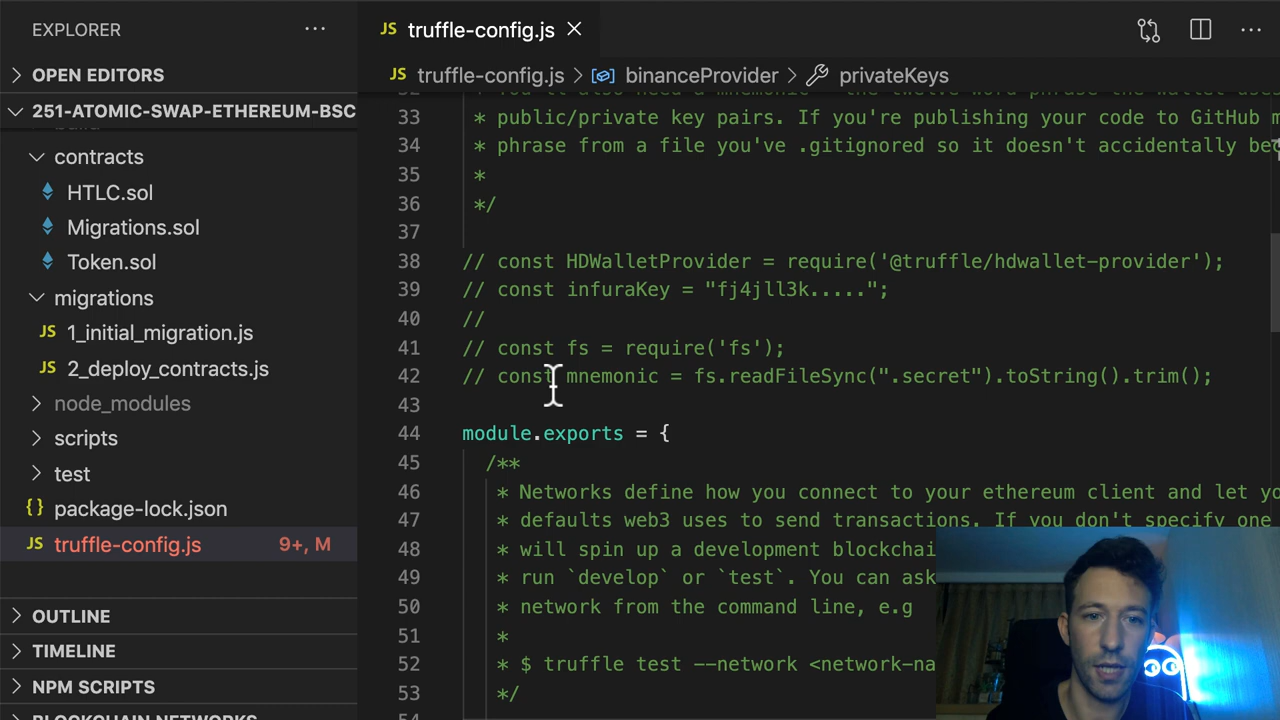 EXPLORER
···
JS truffle-config.js
···
OPEN EDITORS
JS truffle-config.js > binanceProvider > privateKeys
251-ATOMIC-SWAP-ETHEREUM-BSC
contracts
HTLC.sol
Migrations.sol
Token.sol
migrations
JS 1_initial_migration.js
JS 2_deploy_contracts.js
node_modules
scripts
test
{} package-lock.json
JS truffle-config.js 9+, M
OUTLINE
TIMELINE
NPM SCRIPTS
BLOCKCHAIN NETWORKS
33 * public/private key pairs. If you're publishing your code to GitHub m
34 * phrase from a file you've .gitignored so it doesn't accidentally bec
35 *
36 */
37
38 // const HDWalletProvider = require('@truffle/hdwallet-provider');
39 // const infuraKey = "fj4jll3k.....";
40 //
41 // const fs = require('fs');
42 // const mnemonic = fs.readFileSync(".secret").toString().trim();
43
44 module.exports = {
45 /**
46 * Networks define how you connect to your ethereum client and let yo
47 * defaults web3 uses to send transactions. If you don't specify one
48 * will spin up a development blockchai
49 * run `develop` or `test`. You can ask
50 * network from the command line, e.g
51 *
52 * $ truffle test --network <network-na
53 */